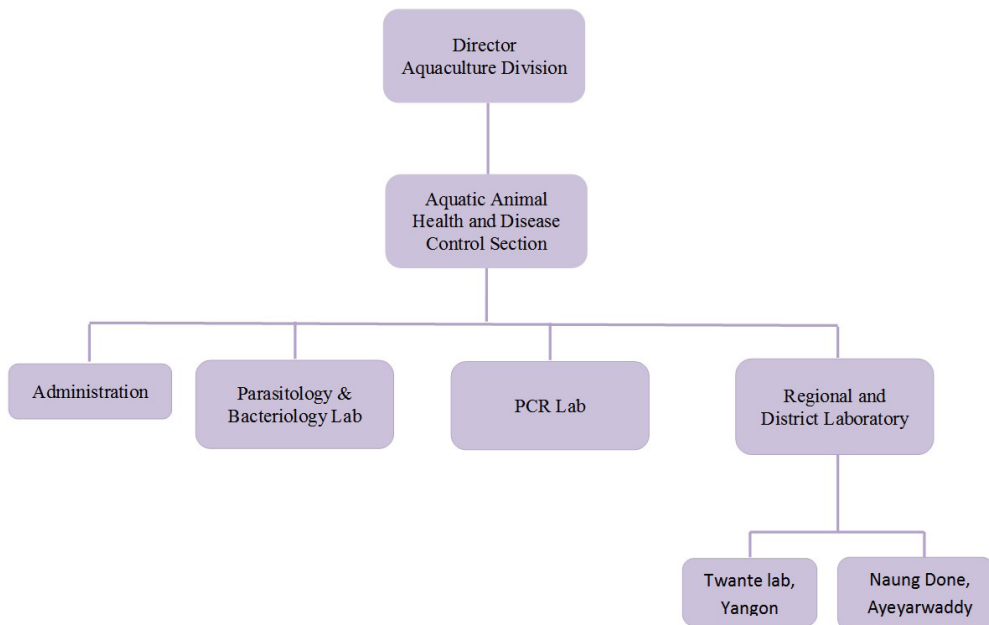 Director
Aquaculture Division
Aquatic Animal
Health and Disease
Control Section
Administration
Parasitology &
Bacteriology Lab
PCR Lab
Regional and
District Laboratory
Twante lab,
Yangon
Naung Done,
Ayeyarwaddy